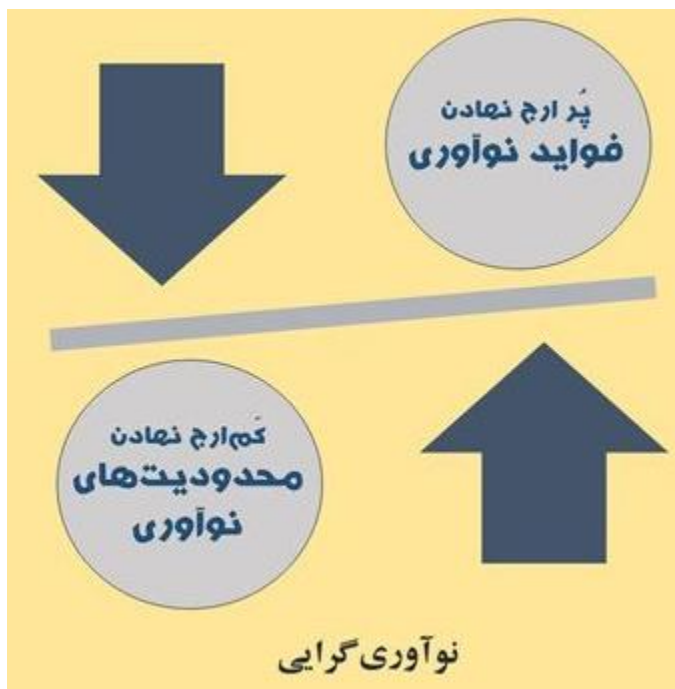 پُر ارج نهادن
فواید نوآوری
کَم‌ارج نهادن
محدودیت‌های
نوآوری
نوآوری‌گرایی